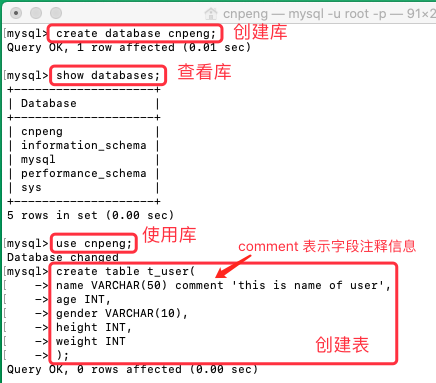 cnpeng — mysql -u root -p — 91×2
[mysql> create database cnpeng; 创建库
Query OK, 1 row affected (0.01 sec)
[mysql> show databases; 查看库
+--------------------+
| Database           |
+--------------------+
| cnpeng             |
| information_schema |
| mysql              |
| performance_schema |
| sys                |
+--------------------+
5 rows in set (0.00 sec)
[mysql> use cnpeng; 使用库
Database changed
comment 表示字段注释信息
[mysql> create table t_user(
[    -> name VARCHAR(50) comment 'this is name of user',
[    -> age INT,
[    -> gender VARCHAR(10),
[    -> height INT,
[    -> weight INT
[    -> ); 创建表
Query OK, 0 rows affected (0.00 sec)